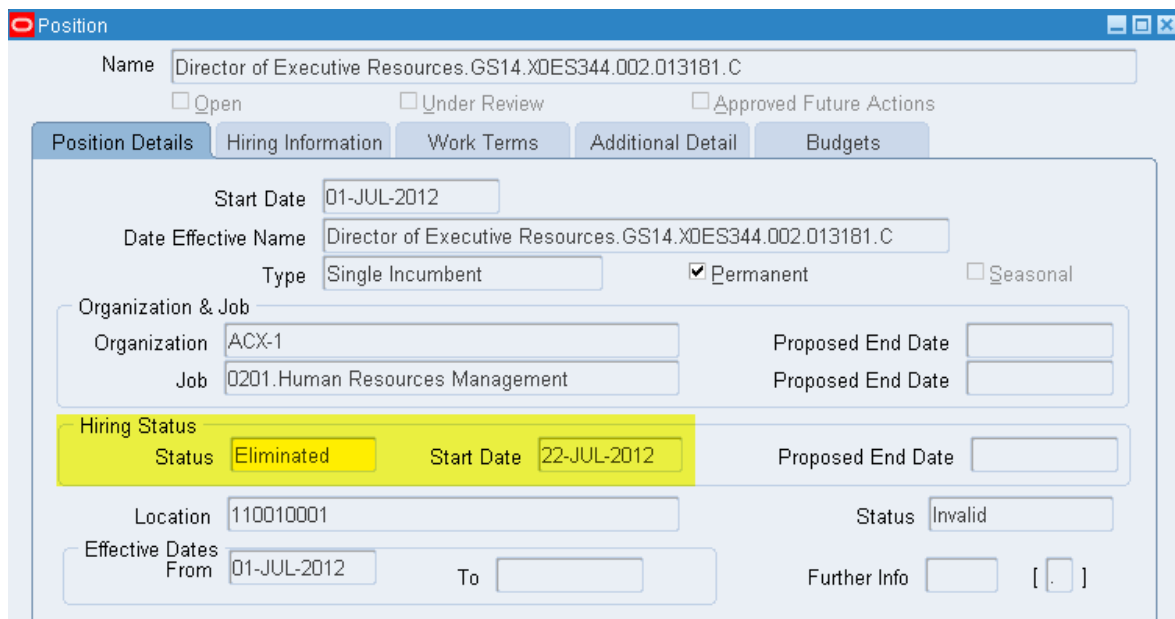 Position
Name Director of Executive Resources.GS14.X0ES344.002.013181.C
Open Under Review Approved Future Actions
Position Details Hiring Information Work Terms Additional Detail Budgets
Start Date 01-JUL-2012
Date Effective Name Director of Executive Resources.GS14.X0ES344.002.013181.C
Type Single Incumbent Permanent Seasonal
Organization & Job
Organization ACX-1 Proposed End Date
Job 0201.Human Resources Management Proposed End Date
Hiring Status
Status Eliminated Start Date 22-JUL-2012 Proposed End Date
Location 110010001 Status Invalid
Effective Dates
From 01-JUL-2012 To Further Info [ . ]